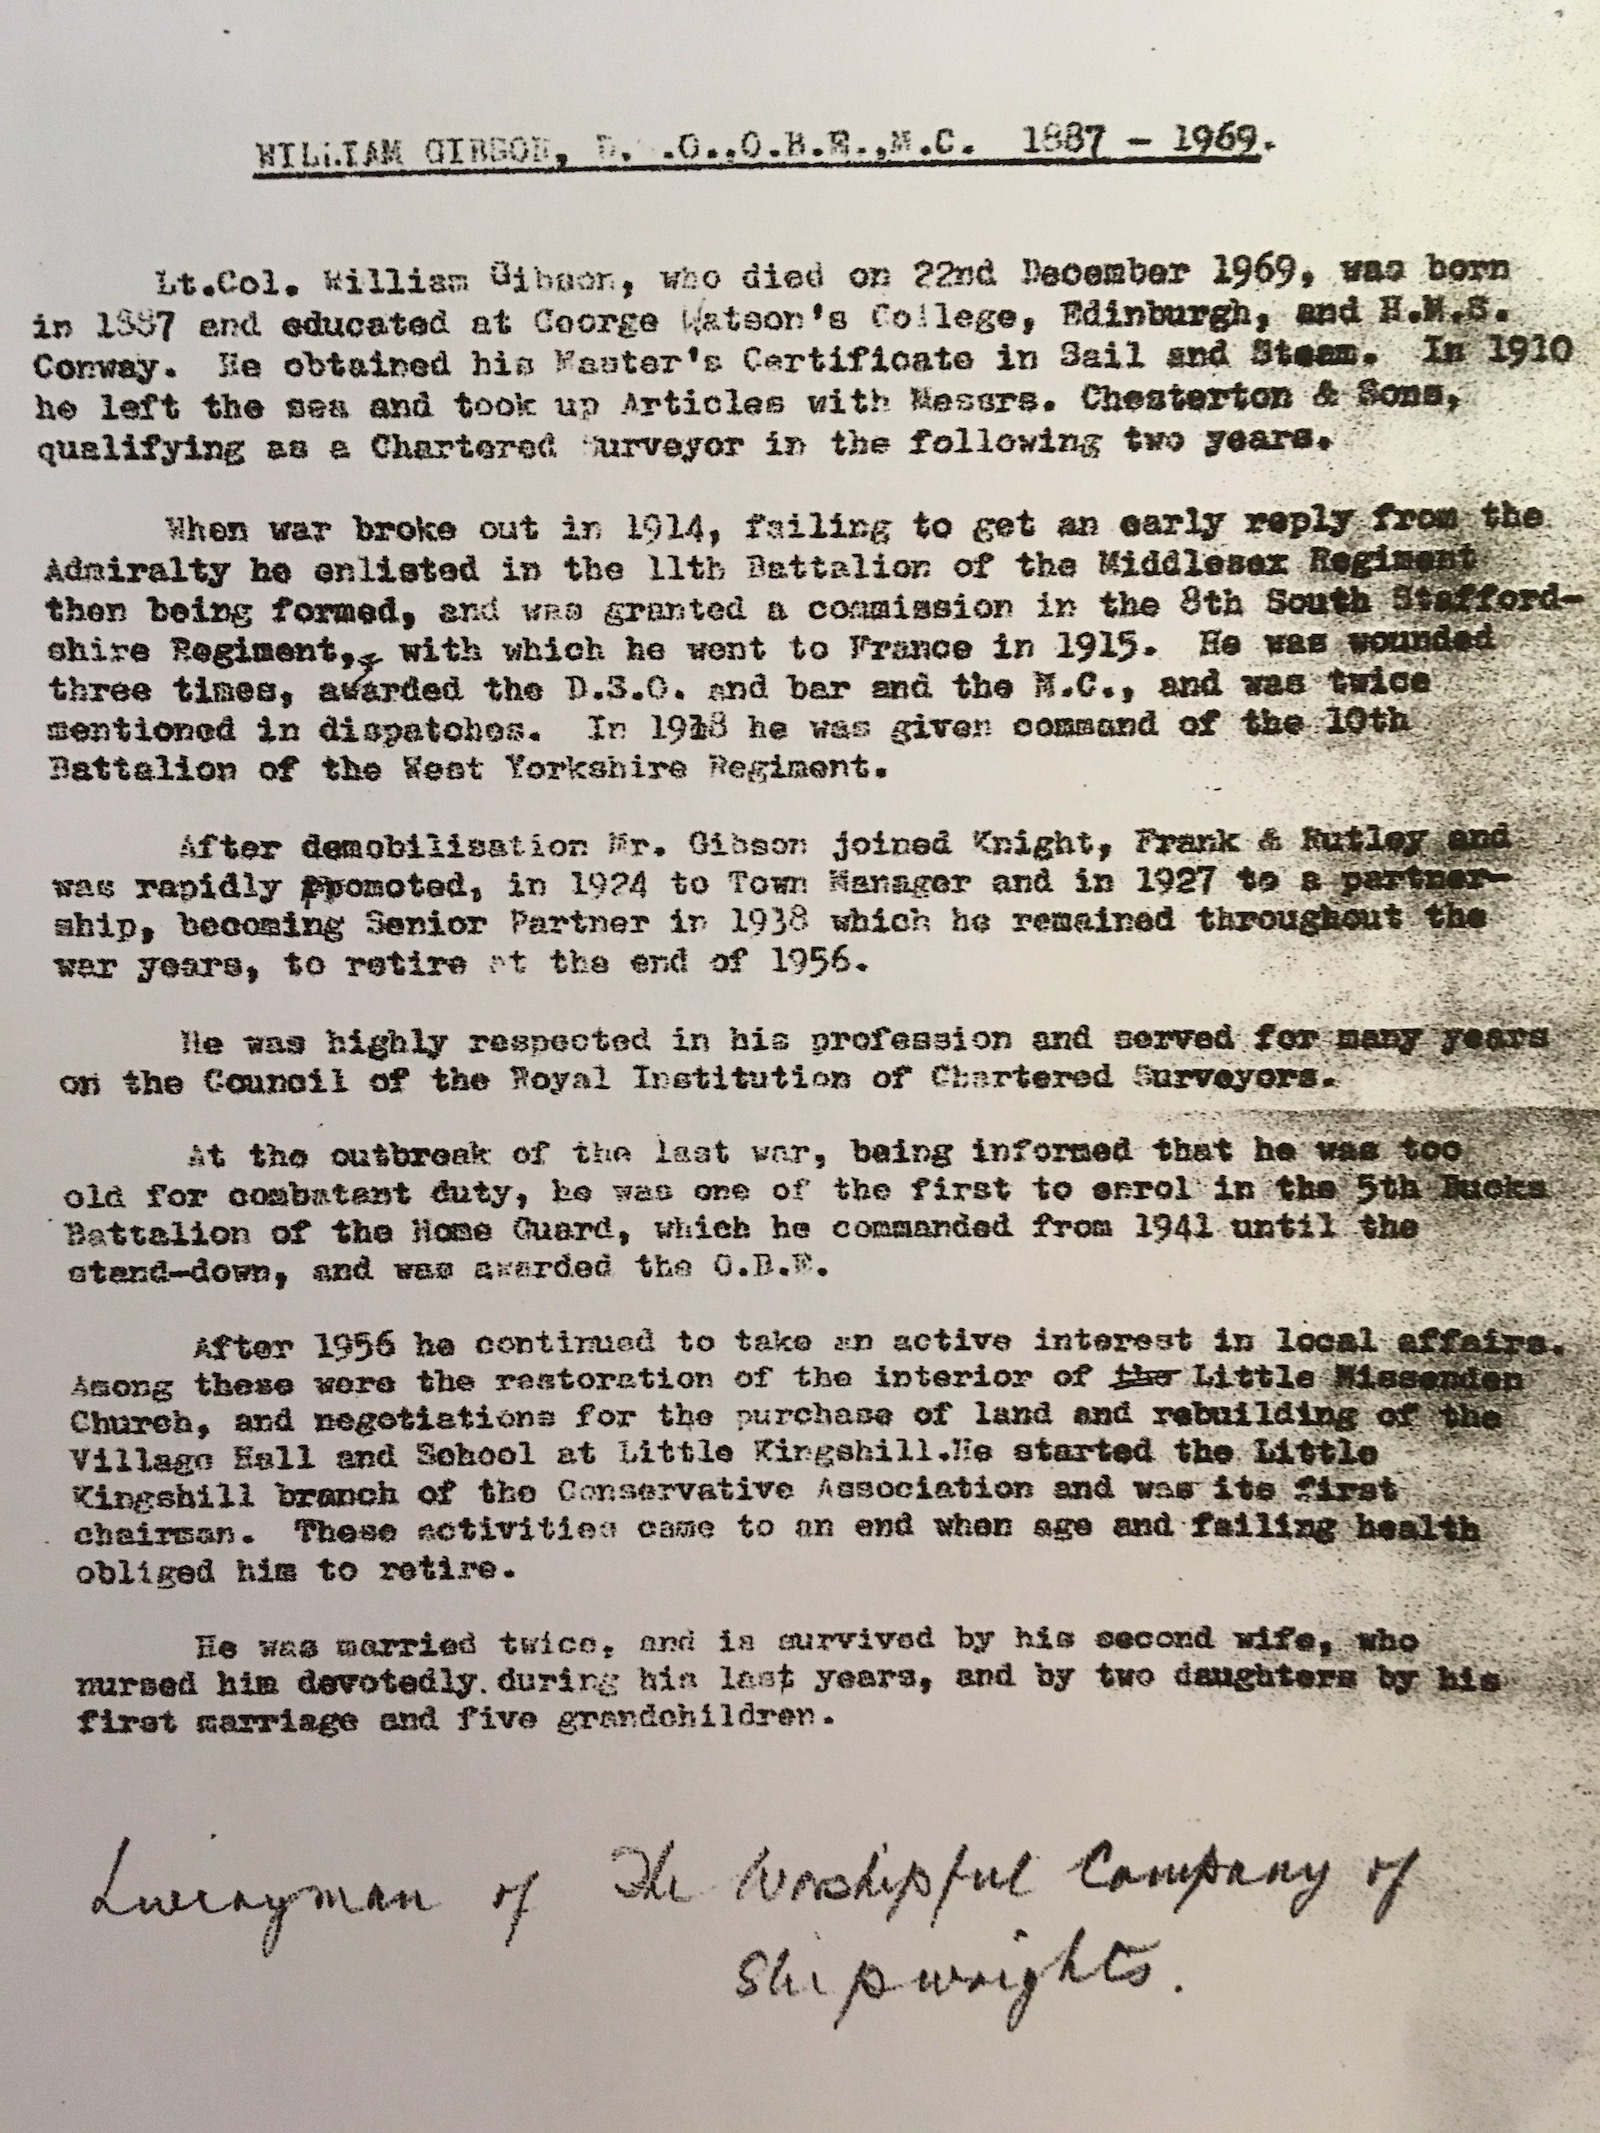 WILLIAM GIBSON, D. .O.,O.B.E.,M.C. 1887 - 1969.
Lt.Col. William Gibson, who died on 22nd December 1969, was born
in 1887 and educated at George Watson's College, Edinburgh, and H.M.S.
Conway. He obtained his Master's Certificate in Sail and Steam. In 1910
he left the sea and took up Articles with Messrs. Chesterton & Sons,
qualifying as a Chartered Surveyor in the following two years.
When war broke out in 1914, failing to get an early reply from the
Admiralty he enlisted in the 11th Battalion of the Middlesex Regiment
then being formed, and was granted a commission in the 8th South Stafford-
shire Regiment, with which he went to France in 1915. He was wounded
three times, awarded the D.S.O. and bar and the M.C., and was twice
mentioned in dispatches. In 1918 he was given command of the 10th
Battalion of the West Yorkshire Regiment.
After demobilisation Mr. Gibson joined Knight, Frank & Rutley and
was rapidly promoted, in 1924 to Town Manager and in 1927 to a partner-
ship, becoming Senior Partner in 1938 which he remained throughout the
war years, to retire at the end of 1956.
He was highly respected in his profession and served for many years
on the Council of the Royal Institution of Chartered Surveyors.
At the outbreak of the last war, being informed that he was too
old for combatant duty, he was one of the first to enrol in the 5th Bucks
Battalion of the Home Guard, which he commanded from 1941 until the
stand-down, and was awarded the O.B.E.
After 1956 he continued to take an active interest in local affairs.
Among these were the restoration of the interior of the Little Missenden
Church, and negotiations for the purchase of land and rebuilding of the
Village Hall and School at Little Kingshill.He started the Little
Kingshill branch of the Conservative Association and was its first
chairman. These activities came to an end when age and failing health
obliged him to retire.
He was married twice, and is survived by his second wife, who
nursed him devotedly during his last years, and by two daughters by his
first marriage and five grandchildren.
Liveryman of The Worshipful Company of
Shipwrights.